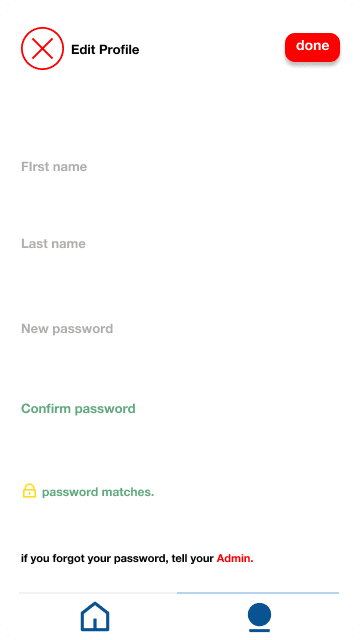 Edit Profile
done
FIrst name
Last name
New password
Confirm password
password matches.
if you forgot your password, tell your Admin.